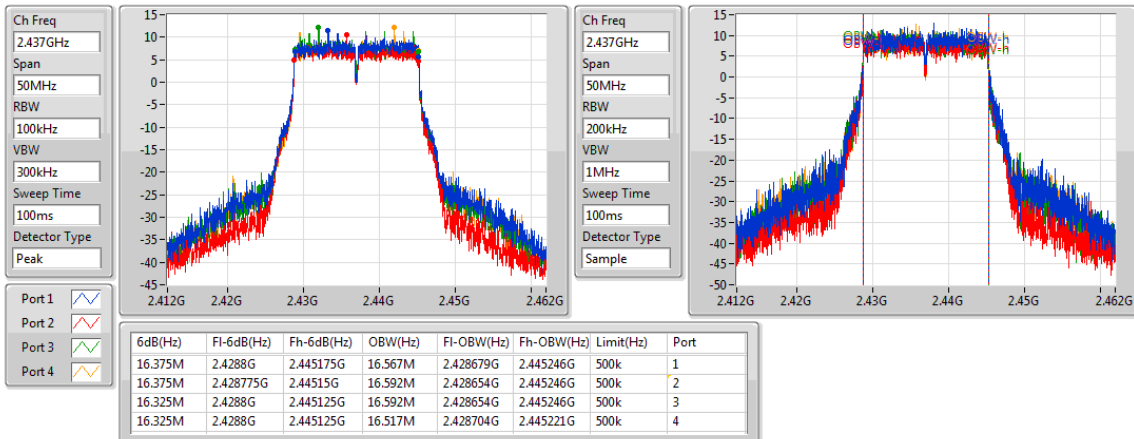 Ch Freq
2.437GHz
Span
50MHz
RBW
100kHz
VBW
300kHz
Sweep Time
100ms
Detector Type
Peak
15
10
5
0
-5
-10
-15
-20
-25
-30
-35
-40
-45
2.412G 2.42G 2.43G 2.44G 2.45G 2.462G
Ch Freq
2.437GHz
Span
50MHz
RBW
200kHz
VBW
1MHz
Sweep Time
100ms
Detector Type
Sample
15
10
5
0
-5
-10
-15
-20
-25
-30
-35
-40
-45
-50
2.412G 2.42G 2.43G 2.44G 2.45G 2.462G
Port 1
Port 2
Port 3
Port 4
6dB(Hz) Fl-6dB(Hz) Fh-6dB(Hz) OBW(Hz) Fl-OBW(Hz) Fh-OBW(Hz) Limit(Hz) Port
16.375M 2.4288G 2.445175G 16.567M 2.428679G 2.445246G 500k 1
16.375M 2.428775G 2.44515G 16.592M 2.428654G 2.445246G 500k 2
16.325M 2.4288G 2.445125G 16.592M 2.428654G 2.445246G 500k 3
16.325M 2.4288G 2.445125G 16.517M 2.428704G 2.445221G 500k 4